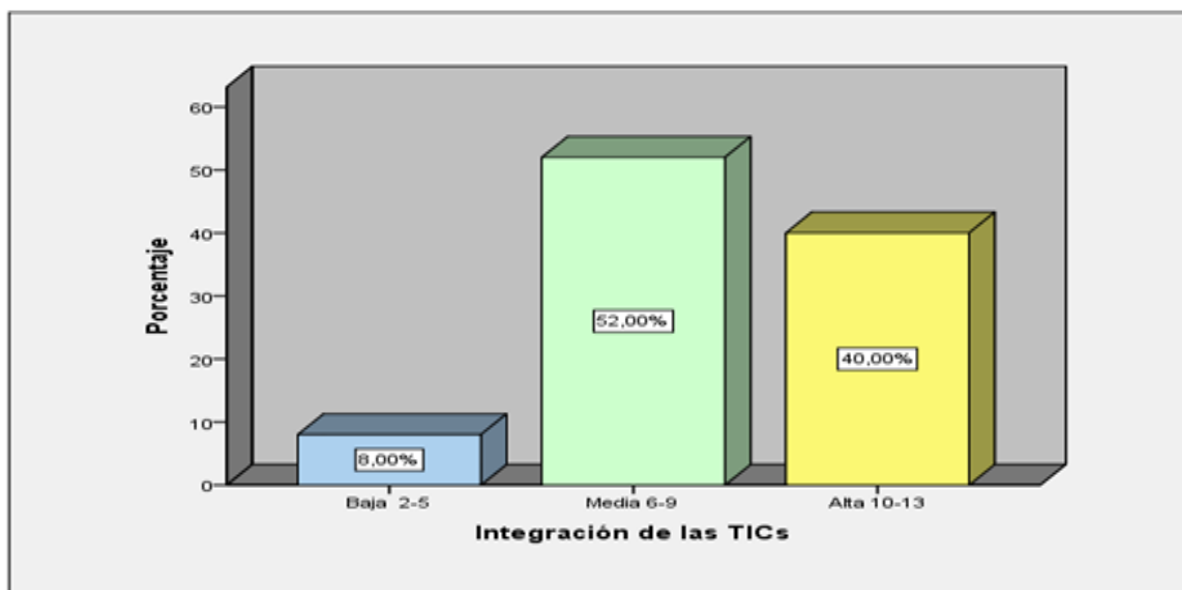 Porcentaje
60
50
40
30
20
10
0
52,00%
40,00%
8,00%
Baja 2-5
Media 6-9
Alta 10-13
Integración de las TICs